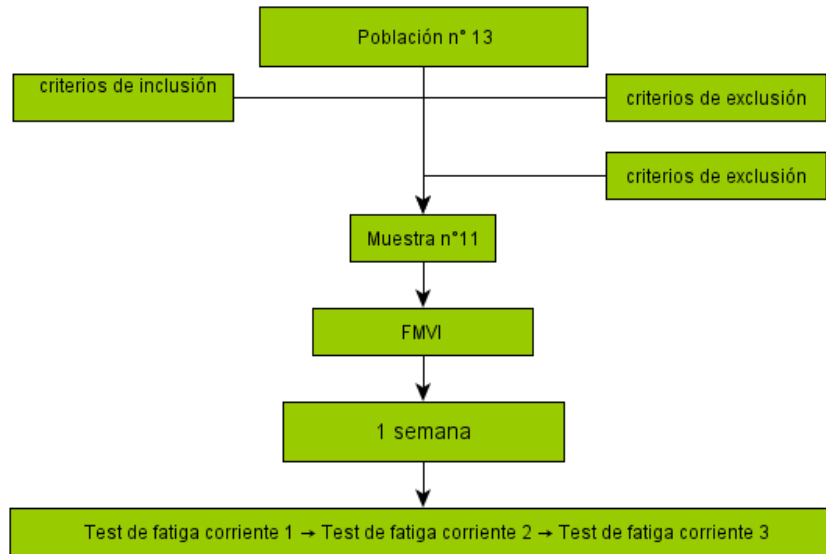 Población n° 13
criterios de inclusión
criterios de exclusión
criterios de exclusión
Muestra n°11
FMVI
1 semana
Test de fatiga corriente 1 → Test de fatiga corriente 2 → Test de fatiga corriente 3